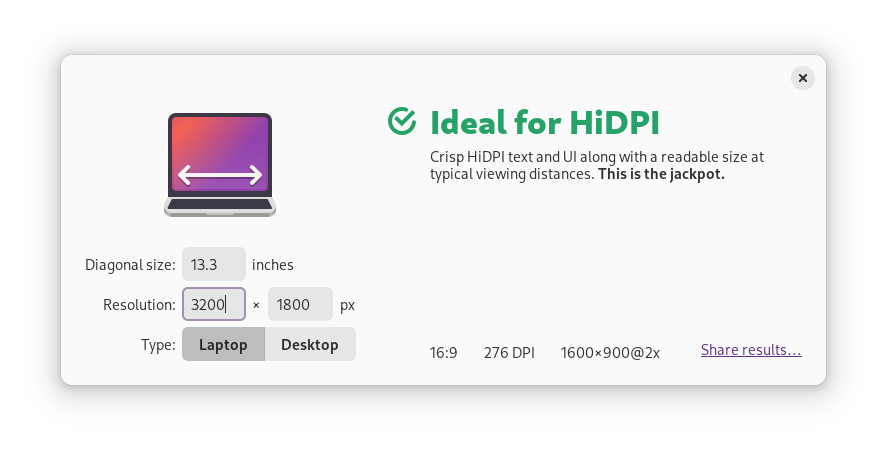 Ideal for HiDPI
Crisp HiDPI text and UI along with a readable size at
typical viewing distances. This is the jackpot.
Diagonal size: 13.3 inches
Resolution: 3200 × 1800 px
Type: Laptop Desktop
16:9 276 DPI 1600×900@2x Share results...